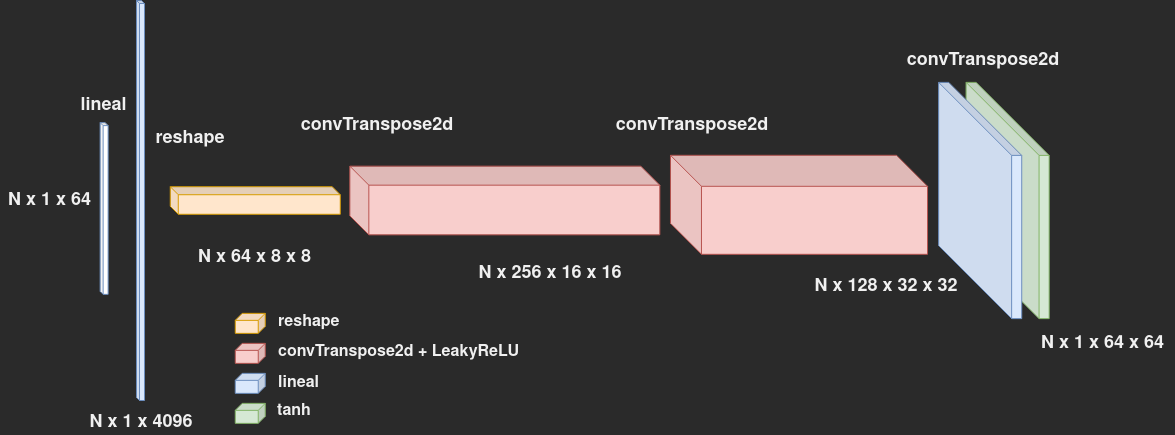 convTranspose2d
lineal
convTranspose2d
convTranspose2d
reshape
N x 1 x 64
N x 64 x 8 x 8
N x 256 x 16 x 16
N x 128 x 32 x 32
reshape
N x 1 x 64 x 64
convTranspose2d + LeakyReLU
lineal
tanh
N x 1 x 4096